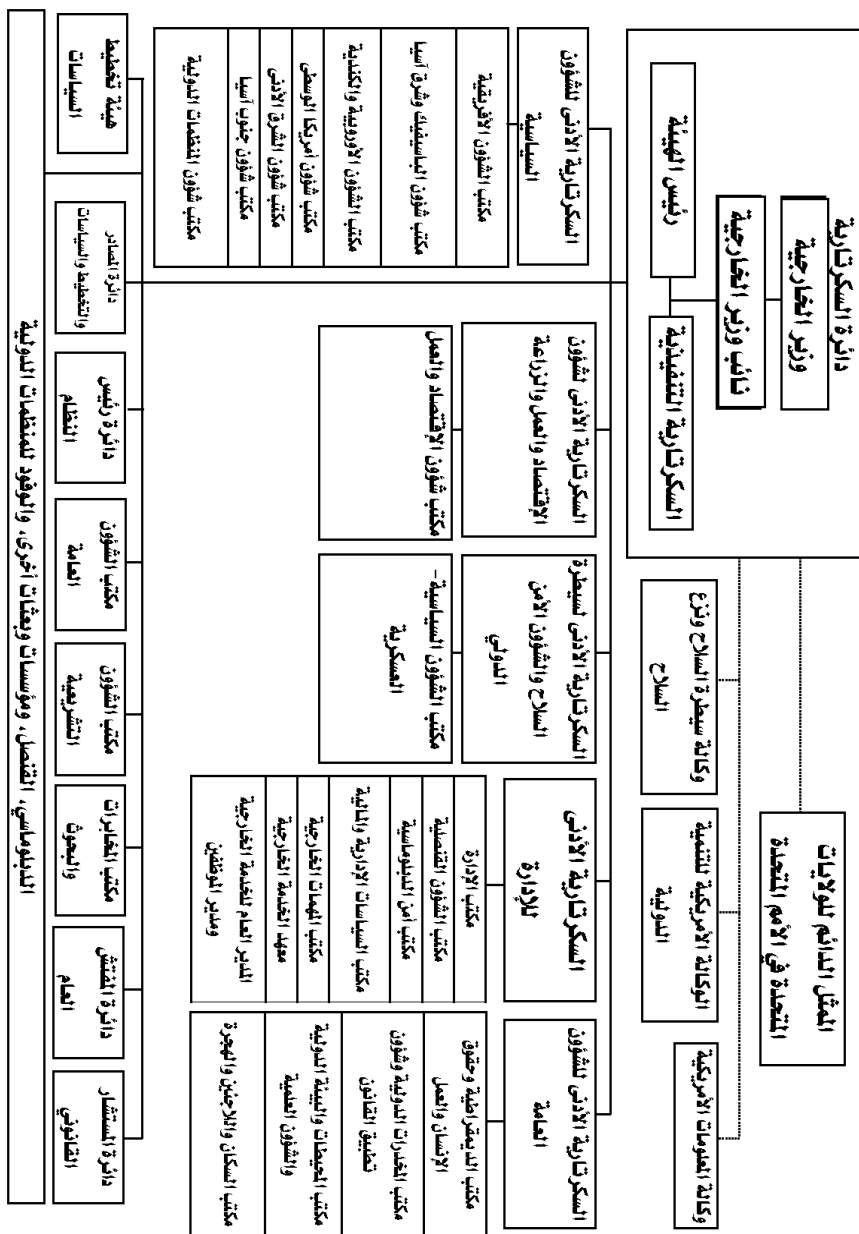 دائرة السكرتارية
وزير الخارجية
نائب وزير الخارجية
رئيس الهيئة
السكرتارية التنفيذية
الممثل الدائم للولايات
المتحدة في الأمم المتحدة
وكالة سيطرة السلاح ونزع
السلاح
الوكالة الأمريكية للتنمية
الدولية
وكالة المعلومات الأمريكية
السكرتارية الأدنى للشؤون
السياسية
مكتب الشؤون الأفريقية
مكتب شؤون الباسيفيك وشرق آسيا
مكتب الشؤون الأوروبية والكندية
مكتب شؤون أمريكا الوسطى
مكتب شؤون الشرق الأدنى
مكتب شؤون جنوب آسيا
مكتب شؤون المنظمات الدولية
السكرتارية الأدنى لشؤون
الإقتصاد والعمل والزراعة
مكتب شؤون الإقتصاد والعمل
السكرتارية الأدنى لسيطرة
السلاح والشؤون الأمن
الدولي
مكتب الشؤون السياسية-
العسكرية
السكرتارية الأدنى
للإدارة
مكتب الإدارة
مكتب الشؤون القنصلية
مكتب أمن الدبلوماسية
مكتب السياسات الإدارية والمالية
مكتب المهمات الخارجية
معهد الخدمة الخارجية
المدير العام للخدمة الخارجية
ومدير الموظفين
السكرتارية الأدنى للشؤون
العامة
مكتب الديمقراطية وحقوق
الإنسان والعمل
مكتب المخدرات الدولية وشؤون
تطبيق القانون
مكتب المحيطات والبيئة الدولية
والشؤون العلمية
مكتب السكان واللاجئين والهجرة
هيئة تخطيط
السياسات
دائرة المصادر
والتخطيط والسياسات
دائرة رئيس
النظام
مكتب الشؤون
العامة
مكتب الشؤون
التشريعية
مكتب المخابرات
والبحوث
دائرة المفتش
العام
دائرة المستشار
القانوني
الدبلوماسي، القنصل، ومؤسسات وبعثات أخرى، والوفود للمنظمات الدولية